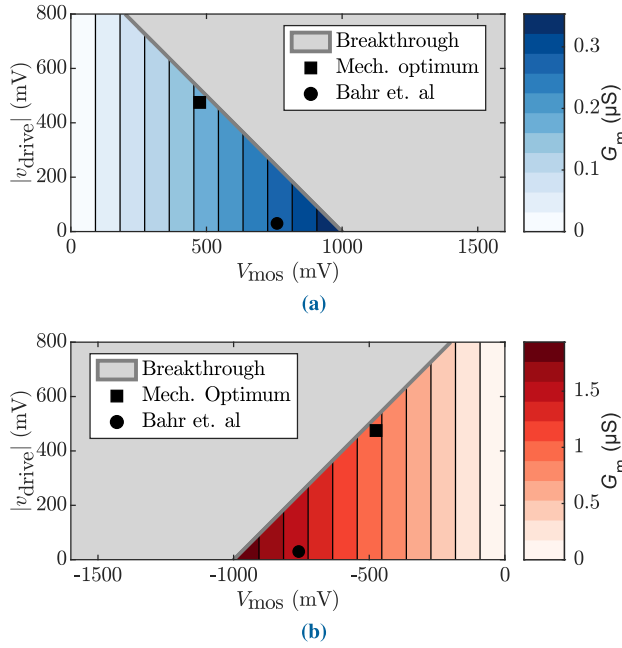 800
600
400
200
0
|v_drive| (mV)
Breakthrough
Mech. optimum
Bahr et. al
0
500
1000
1500
V_mos (mV)
0.3
0.2
0.1
0
G_m (µS)
(a)
800
600
400
200
0
|v_drive| (mV)
Breakthrough
Mech. Optimum
Bahr et. al
-1500
-1000
-500
0
V_mos (mV)
1.5
1
0.5
0
G_m (µS)
(b)